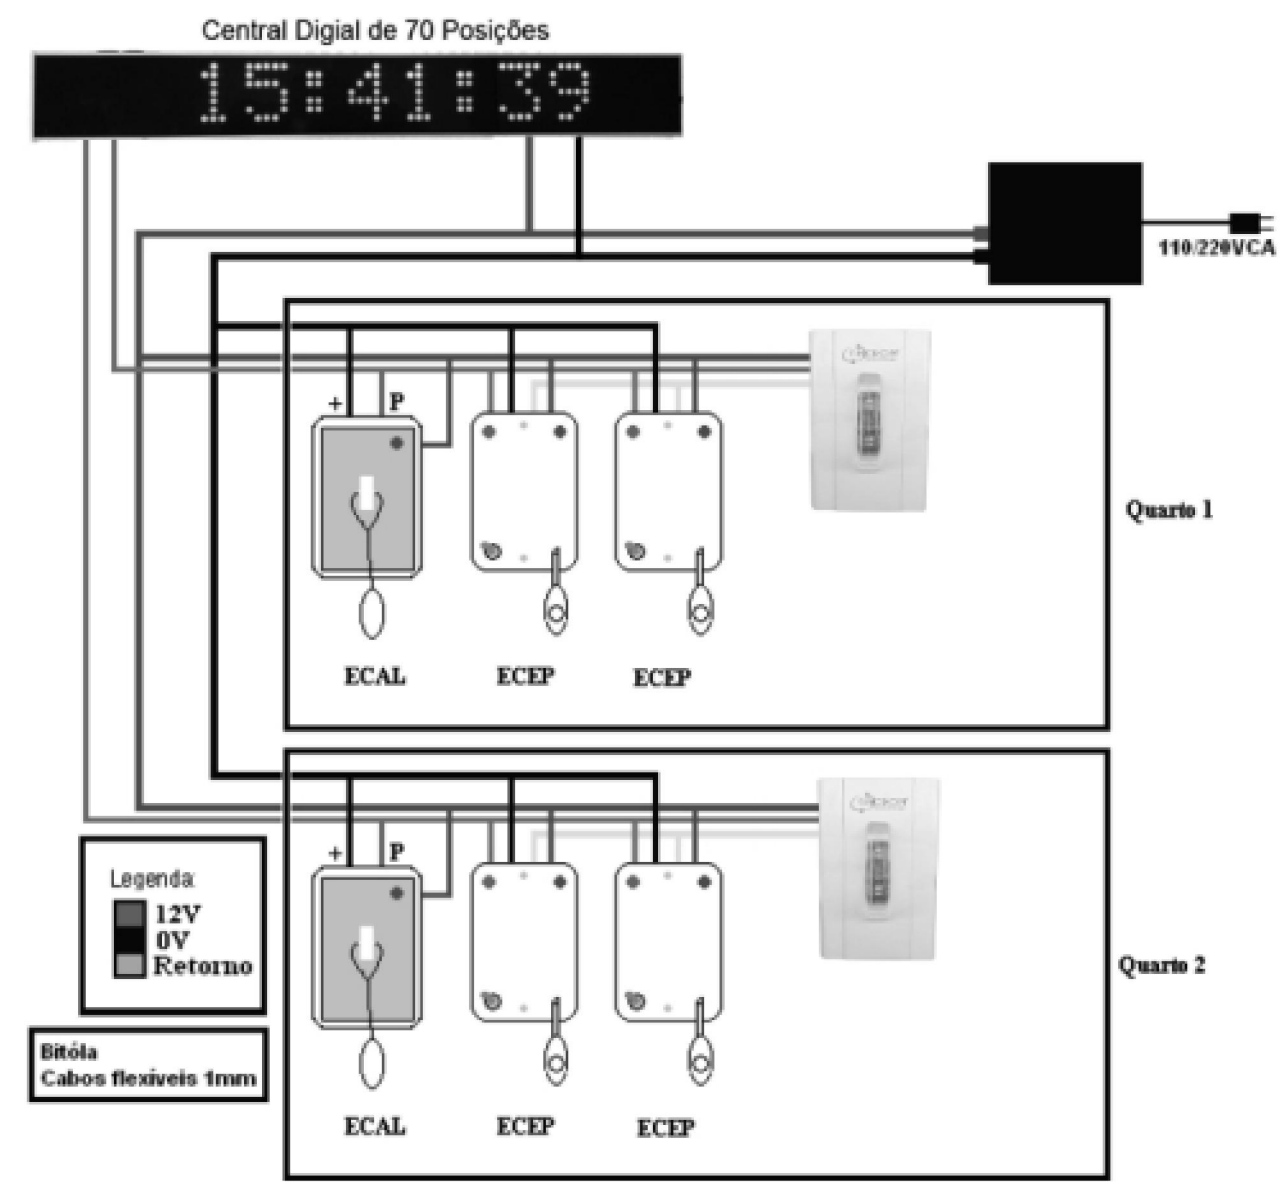 Central Digial de 70 Posições
15:41:39
110/220VCA
+ P
Quarto 1
ECAL ECEP ECEP
+ P
Legenda:
12V
0V
Retorno
Quarto 2
Bitóla
Cabos flexíveis 1mm
ECAL ECEP ECEP